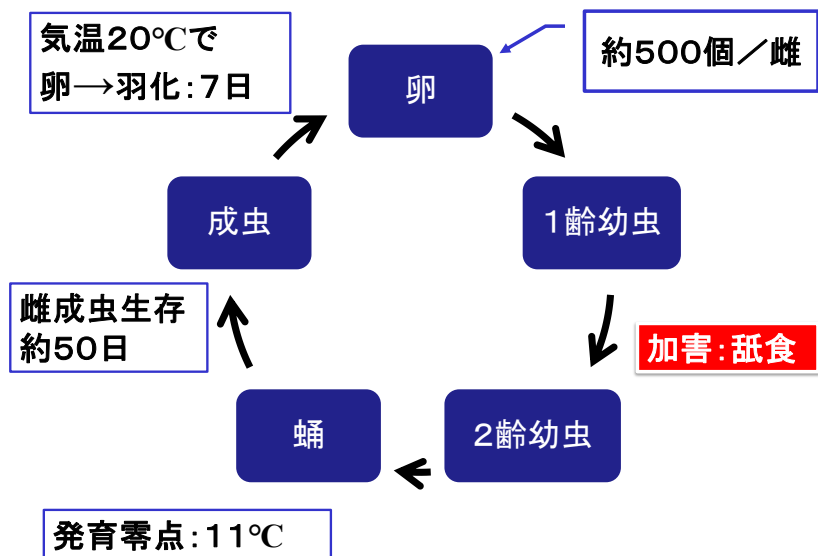 気温20℃で
卵→羽化：7日
約500個／雌
卵
成虫
1齢幼虫
雌成虫生存
約50日
加害：舐食
蛹
2齢幼虫
発育零点：11℃